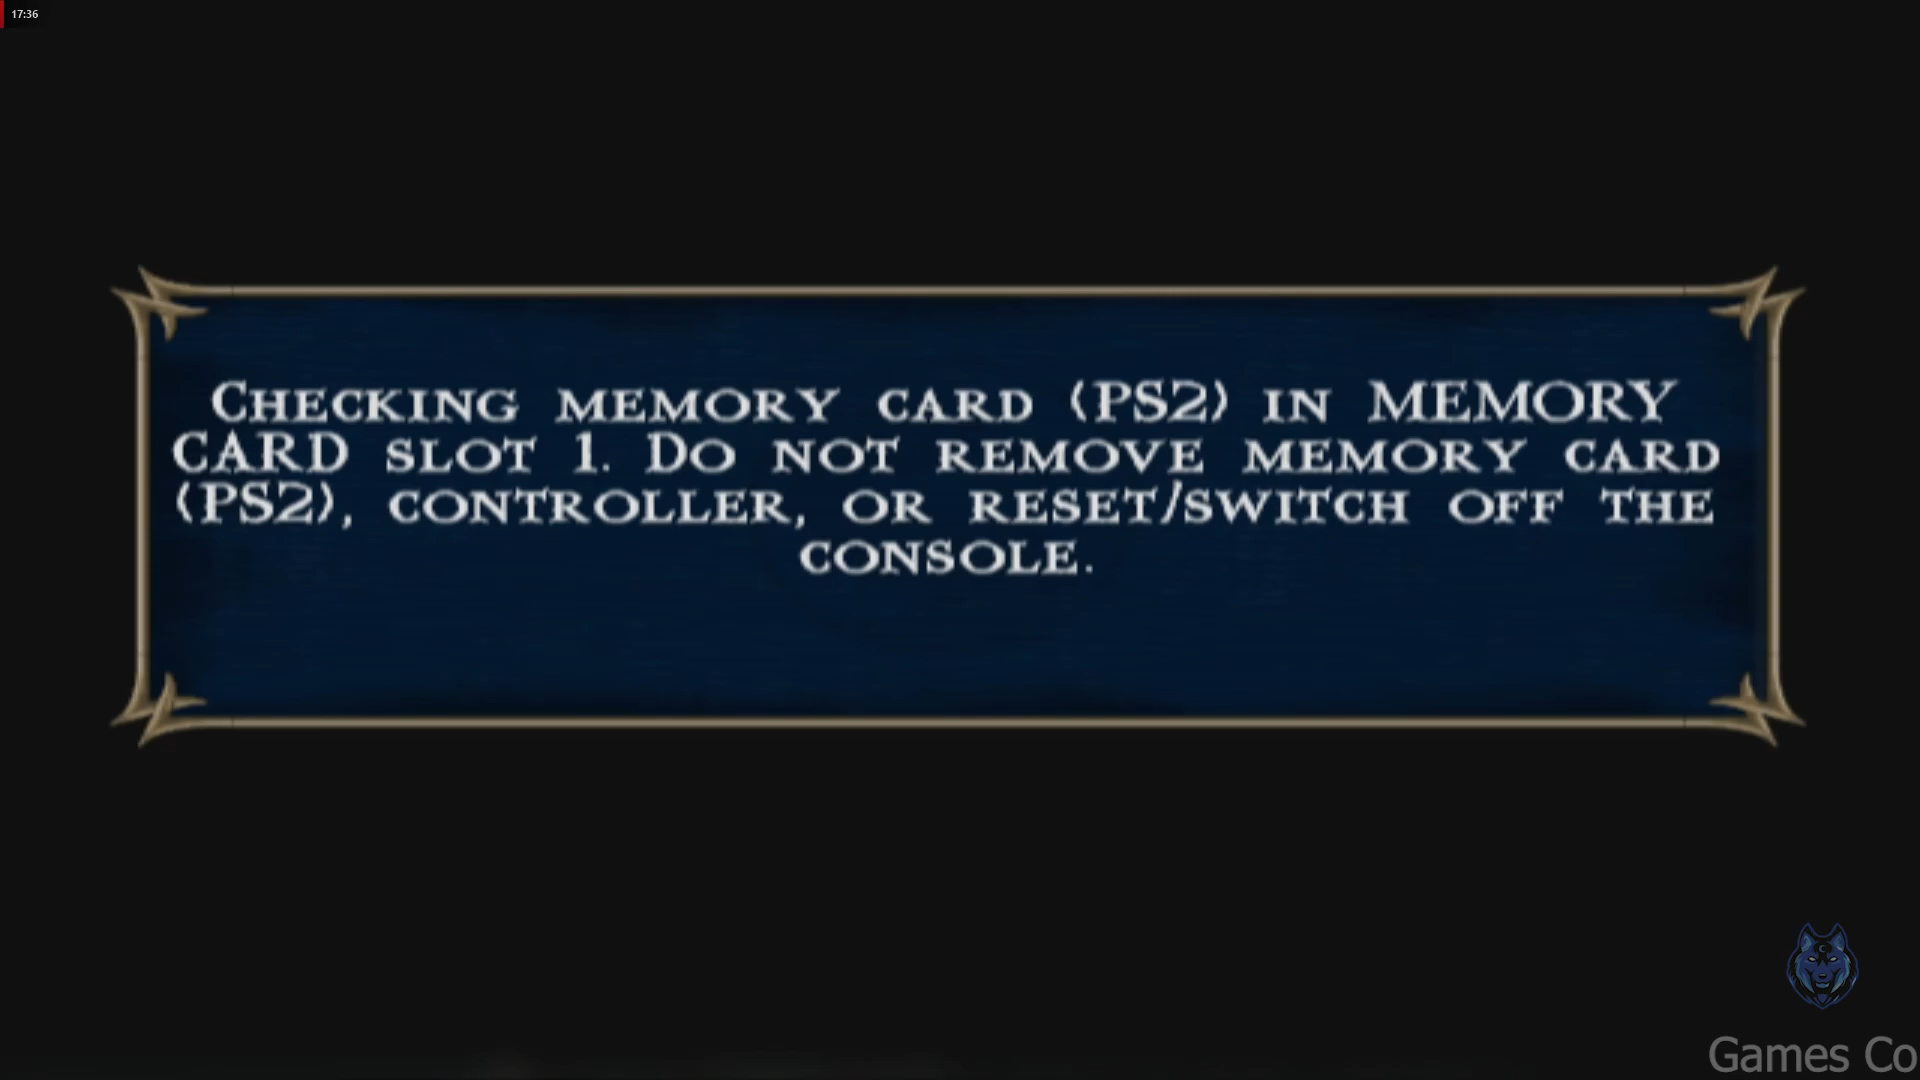 17:36
Checking memory card (PS2) in MEMORY
CARD slot 1. Do not remove memory card
(PS2), controller, or reset/switch off the
console.
Games Co